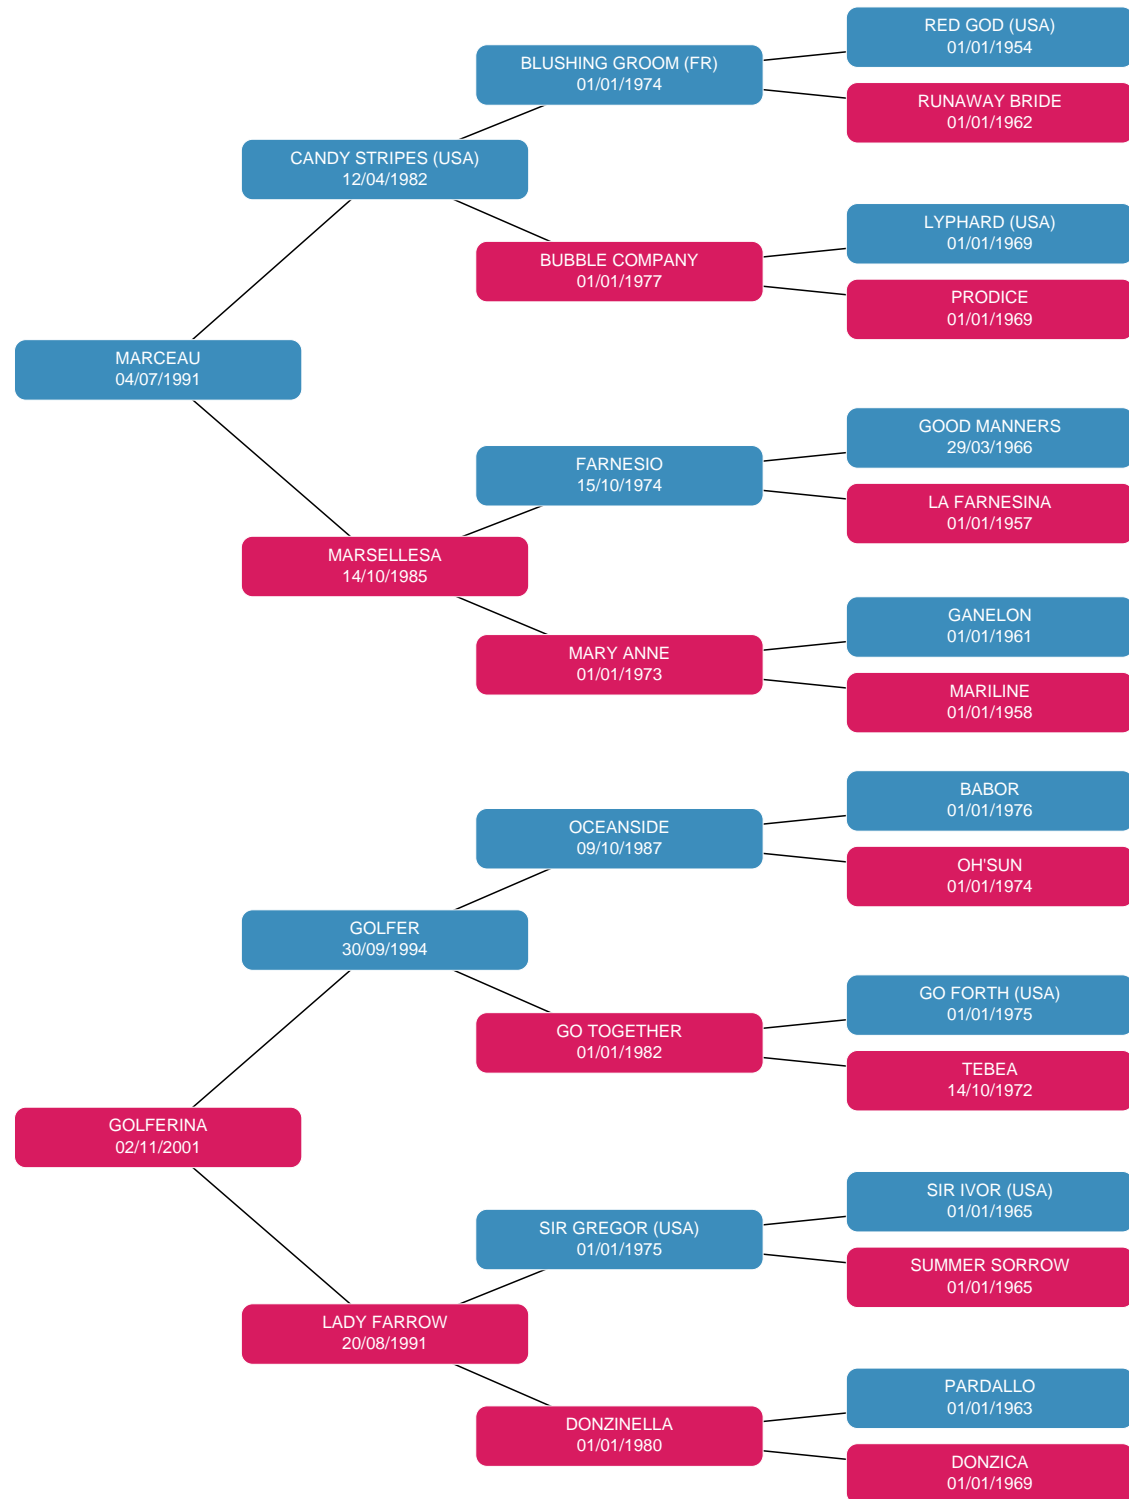 RED GOD (USA)
01/01/1954
BLUSHING GROOM (FR)
01/01/1974
RUNAWAY BRIDE
01/01/1962
CANDY STRIPES (USA)
12/04/1982
LYPHARD (USA)
01/01/1969
BUBBLE COMPANY
01/01/1977
PRODICE
01/01/1969
MARCEAU
04/07/1991
GOOD MANNERS
29/03/1966
FARNESIO
15/10/1974
LA FARNESINA
01/01/1957
MARSELLESA
14/10/1985
GANELON
01/01/1961
MARY ANNE
01/01/1973
MARILINE
01/01/1958
BABOR
01/01/1976
OCEANSIDE
09/10/1987
OH'SUN
01/01/1974
GOLFER
30/09/1994
GO FORTH (USA)
01/01/1975
GO TOGETHER
01/01/1982
TEBEA
14/10/1972
GOLFERINA
02/11/2001
SIR IVOR (USA)
01/01/1965
SIR GREGOR (USA)
01/01/1975
SUMMER SORROW
01/01/1965
LADY FARROW
20/08/1991
PARDALLO
01/01/1963
DONZINELLA
01/01/1980
DONZICA
01/01/1969